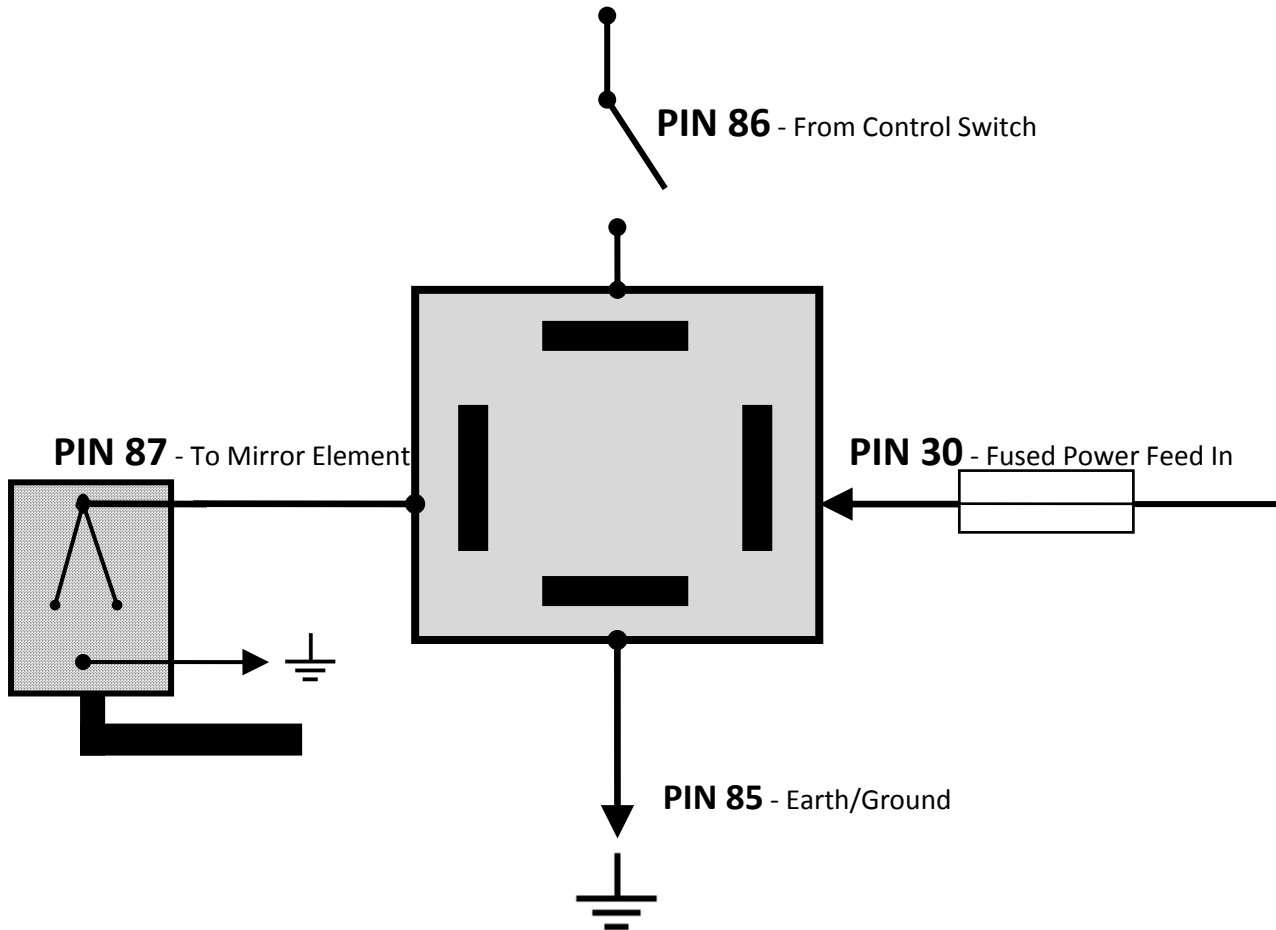 PIN 86 - From Control Switch
PIN 87 - To Mirror Element
PIN 30 - Fused Power Feed In
PIN 85 - Earth/Ground